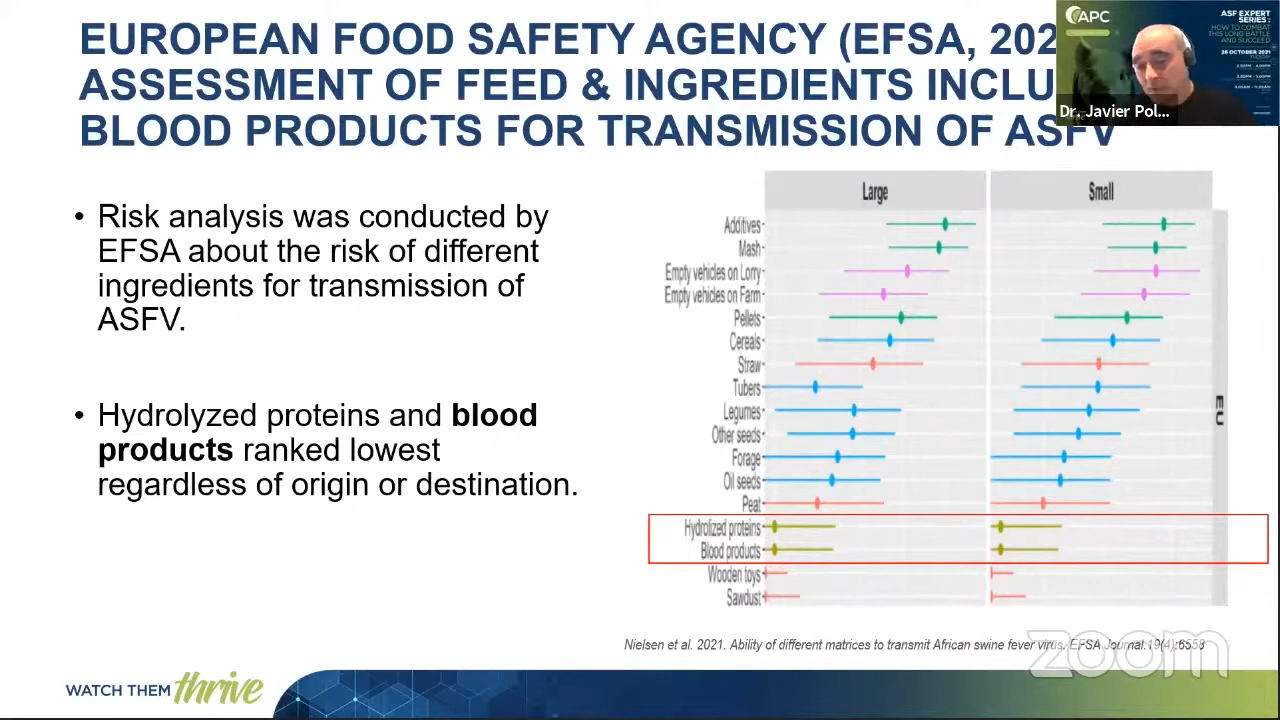 EUROPEAN FOOD SAFETY AGENCY (EFSA, 202
ASSESSMENT OF FEED & INGREDIENTS INCLU
BLOOD PRODUCTS FOR TRANSMISSION OF ASFV
APC
ASF EXPERT
SERIES :
HOW TO COMBAT
THIS LONG BATTLE
AND SUCCEED
26 OCTOBER 2021
TUESDAY
Dr. Javier Pol...
• Risk analysis was conducted by
EFSA about the risk of different
ingredients for transmission of
ASFV.
• Hydrolyzed proteins and blood
products ranked lowest
regardless of origin or destination.
Large
Small
Additives
Mash
Empty vehicles on Lorry
Empty vehicles on Farm
Pellets
Cereals
Straw
Tubers
Legumes
Other seeds
Forage
Oil seeds
Peat
Hydrolized proteins
Blood products
Wooden toys
Sawdust
EU
Nielsen et al. 2021. Ability of different matrices to transmit African swine fever virus. EFSA Journal.19(4):6558
zoom
WATCH THEM thrive